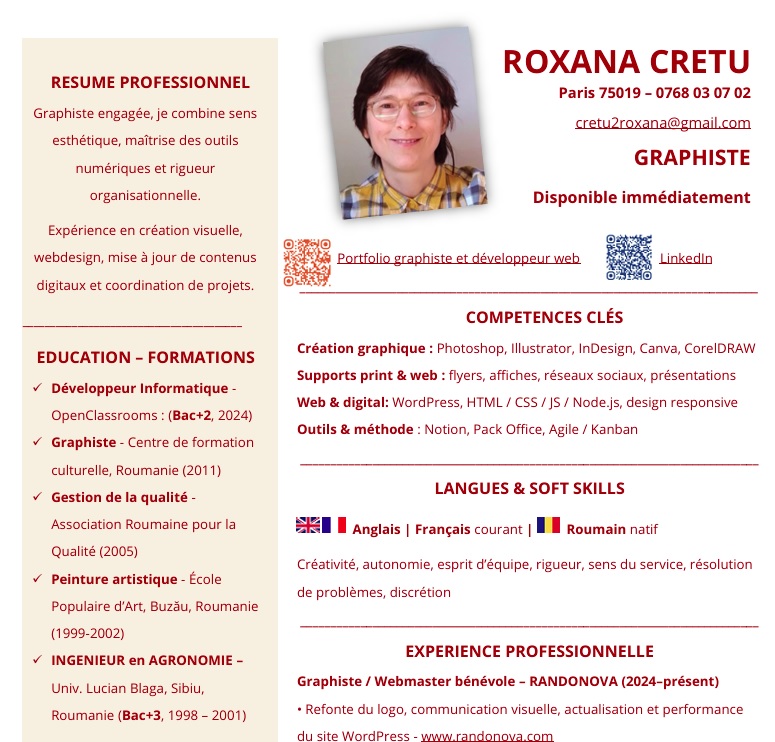 RESUME PROFESSIONNEL
Graphiste engagée, je combine sens
esthétique, maîtrise des outils
numériques et rigueur
organisationnelle.
Expérience en création visuelle,
webdesign, mise à jour de contenus
digitaux et coordination de projets.
EDUCATION – FORMATIONS
✓ Développeur Informatique -
OpenClassrooms : (Bac+2, 2024)
✓ Graphiste - Centre de formation
culturelle, Roumanie (2011)
✓ Gestion de la qualité -
Association Roumaine pour la
Qualité (2005)
✓ Peinture artistique - École
Populaire d’Art, Buzău, Roumanie
(1999-2002)
✓ INGENIEUR en AGRONOMIE –
Univ. Lucian Blaga, Sibiu,
Roumanie (Bac+3, 1998 – 2001)
ROXANA CRETU
Paris 75019 – 0768 03 07 02
cretu2roxana@gmail.com
GRAPHISTE
Disponible immédiatement
Portfolio graphiste et développeur web LinkedIn
COMPETENCES CLÉS
Création graphique : Photoshop, Illustrator, InDesign, Canva, CorelDRAW
Supports print & web : flyers, affiches, réseaux sociaux, présentations
Web & digital: WordPress, HTML / CSS / JS / Node.js, design responsive
Outils & méthode : Notion, Pack Office, Agile / Kanban
LANGUES & SOFT SKILLS
Anglais | Français courant | Roumain natif
Créativité, autonomie, esprit d’équipe, rigueur, sens du service, résolution
de problèmes, discrétion
EXPERIENCE PROFESSIONNELLE
Graphiste / Webmaster bénévole – RANDONOVA (2024–présent)
• Refonte du logo, communication visuelle, actualisation et performance
du site WordPress - www.randonova.com